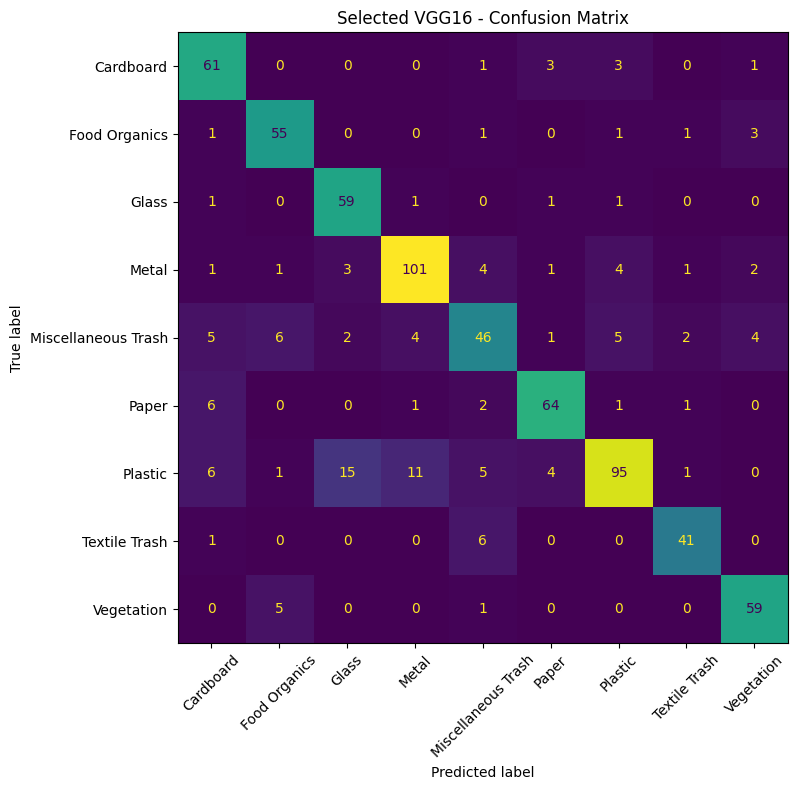 Selected VGG16 - Confusion Matrix
Cardboard 61 0 0 0 1 3 3 0 1
Food Organics 1 55 0 0 1 0 1 1 3
Glass 1 0 59 1 0 1 1 0 0
Metal 1 1 3 101 4 1 4 1 2
Miscellaneous Trash 5 6 2 4 46 1 5 2 4
Paper 6 0 0 1 2 64 1 1 0
Plastic 6 1 15 11 5 4 95 1 0
Textile Trash 1 0 0 0 6 0 0 41 0
Vegetation 0 5 0 0 1 0 0 0 59
True label
Cardboard Food Organics Glass Metal Miscellaneous Trash Paper Plastic Textile Trash Vegetation
Predicted label